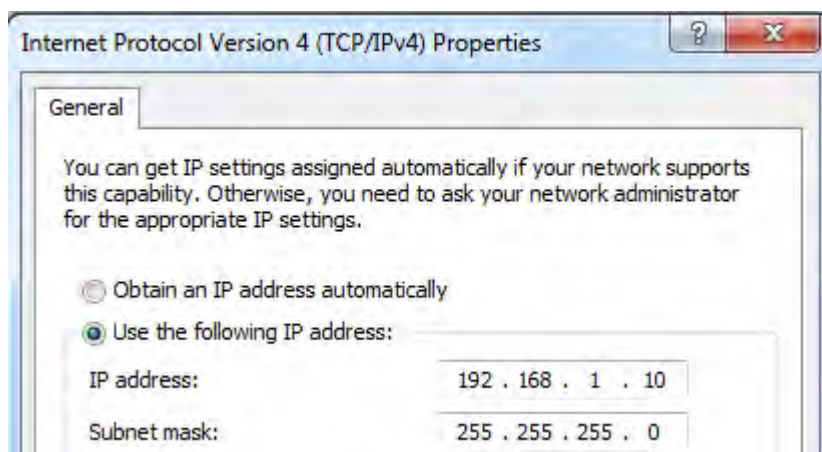 Internet Protocol Version 4 (TCP/IPv4) Properties
?
General
You can get IP settings assigned automatically if your network supports
this capability. Otherwise, you need to ask your network administrator
for the appropriate IP settings.
Obtain an IP address automatically
Use the following IP address:
IP address: 192 . 168 . 1 . 10
Subnet mask: 255 . 255 . 255 . 0